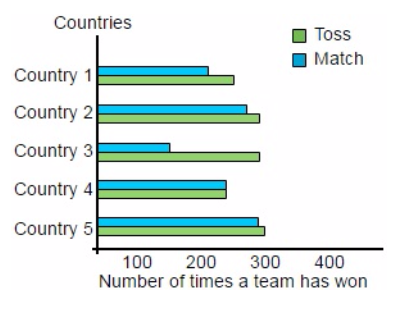 Countries
Toss
Match
Country 1
Country 2
Country 3
Country 4
Country 5
100 200 300 400
Number of times a team has won